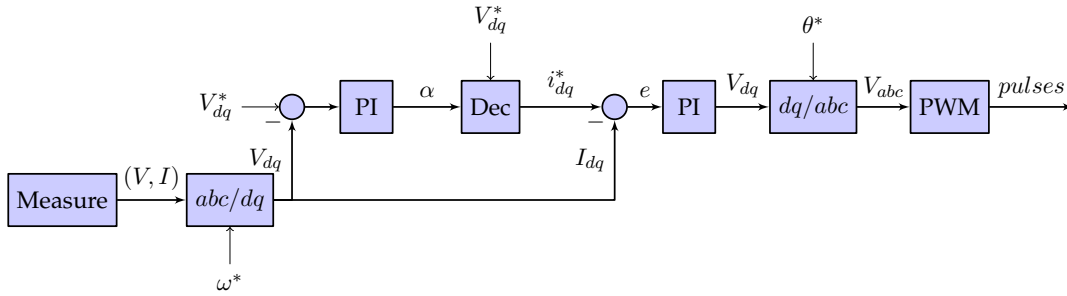 V*dq
θ*
V*dq
−
PI
α
Dec
i*dq
−
e
PI
Vdq
dq/abc
Vabc
PWM
pulses
Vdq
Idq
Measure
(V, I)
abc/dq
ω*